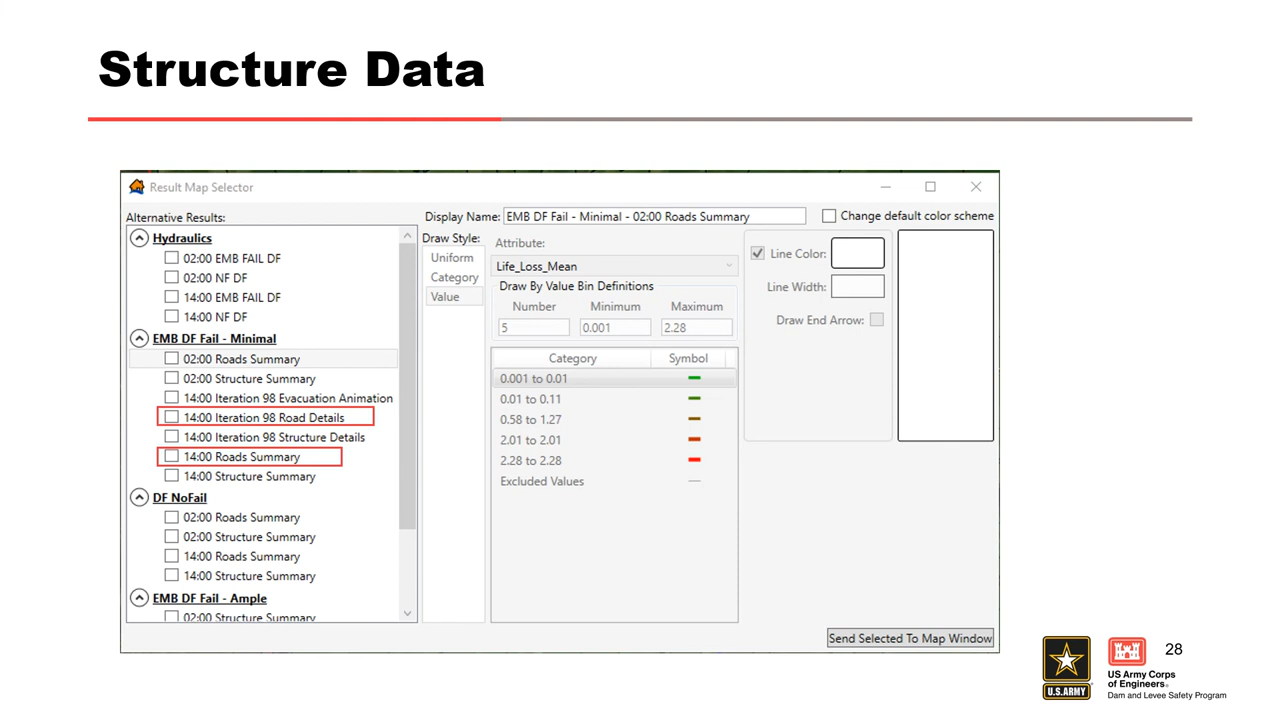 Structure Data
Result Map Selector
Alternative Results:
Hydraulics
02:00 EMB FAIL DF
02:00 NF DF
14:00 EMB FAIL DF
14:00 NF DF
EMB DF Fail - Minimal
02:00 Roads Summary
02:00 Structure Summary
14:00 Iteration 98 Evacuation Animation
14:00 Iteration 98 Road Details
14:00 Iteration 98 Structure Details
14:00 Roads Summary
14:00 Structure Summary
DF NoFail
02:00 Roads Summary
02:00 Structure Summary
14:00 Roads Summary
14:00 Structure Summary
EMB DF Fail - Ample
02:00 Structure Summary
Display Name: EMB DF Fail - Minimal - 02:00 Roads Summary
Change default color scheme
Draw Style:
Uniform
Category
Value
Attribute:
Life_Loss_Mean
Draw By Value Bin Definitions
Number Minimum Maximum
5 0.001 2.28
Category Symbol
0.001 to 0.01
0.01 to 0.11
0.58 to 1.27
2.01 to 2.01
2.28 to 2.28
Excluded Values
Line Color:
Line Width:
Draw End Arrow:
Send Selected To Map Window
U.S.ARMY
US Army Corps
of Engineers®
Dam and Levee Safety Program
28